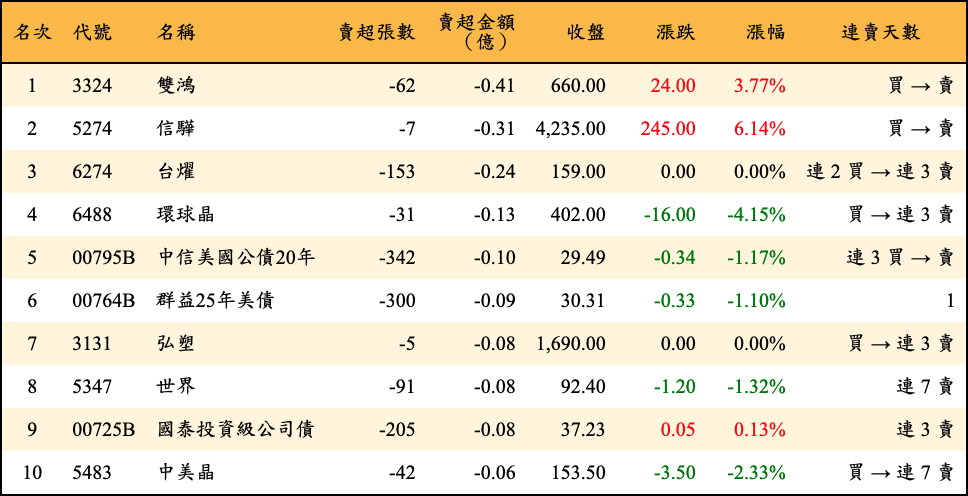 名次 代號 名稱 賣超張數 賣超金額（億） 收盤 漲跌 漲幅 連賣天數
1 3324 雙鴻 -62 -0.41 660.00 24.00 3.77% 買 → 賣
2 5274 信驊 -7 -0.31 4,235.00 245.00 6.14% 買 → 賣
3 6274 台燿 -153 -0.24 159.00 0.00 0.00% 連 2 買 → 連 3 賣
4 6488 環球晶 -31 -0.13 402.00 -16.00 -4.15% 買 → 連 3 賣
5 00795B 中信美國公債20年 -342 -0.10 29.49 -0.34 -1.17% 連 3 買 → 賣
6 00764B 群益25年美債 -300 -0.09 30.31 -0.33 -1.10% 1
7 3131 弘塑 -5 -0.08 1,690.00 0.00 0.00% 買 → 連 3 賣
8 5347 世界 -91 -0.08 92.40 -1.20 -1.32% 連 7 賣
9 00725B 國泰投資級公司債 -205 -0.08 37.23 0.05 0.13% 連 3 賣
10 5483 中美晶 -42 -0.06 153.50 -3.50 -2.33% 買 → 連 7 賣